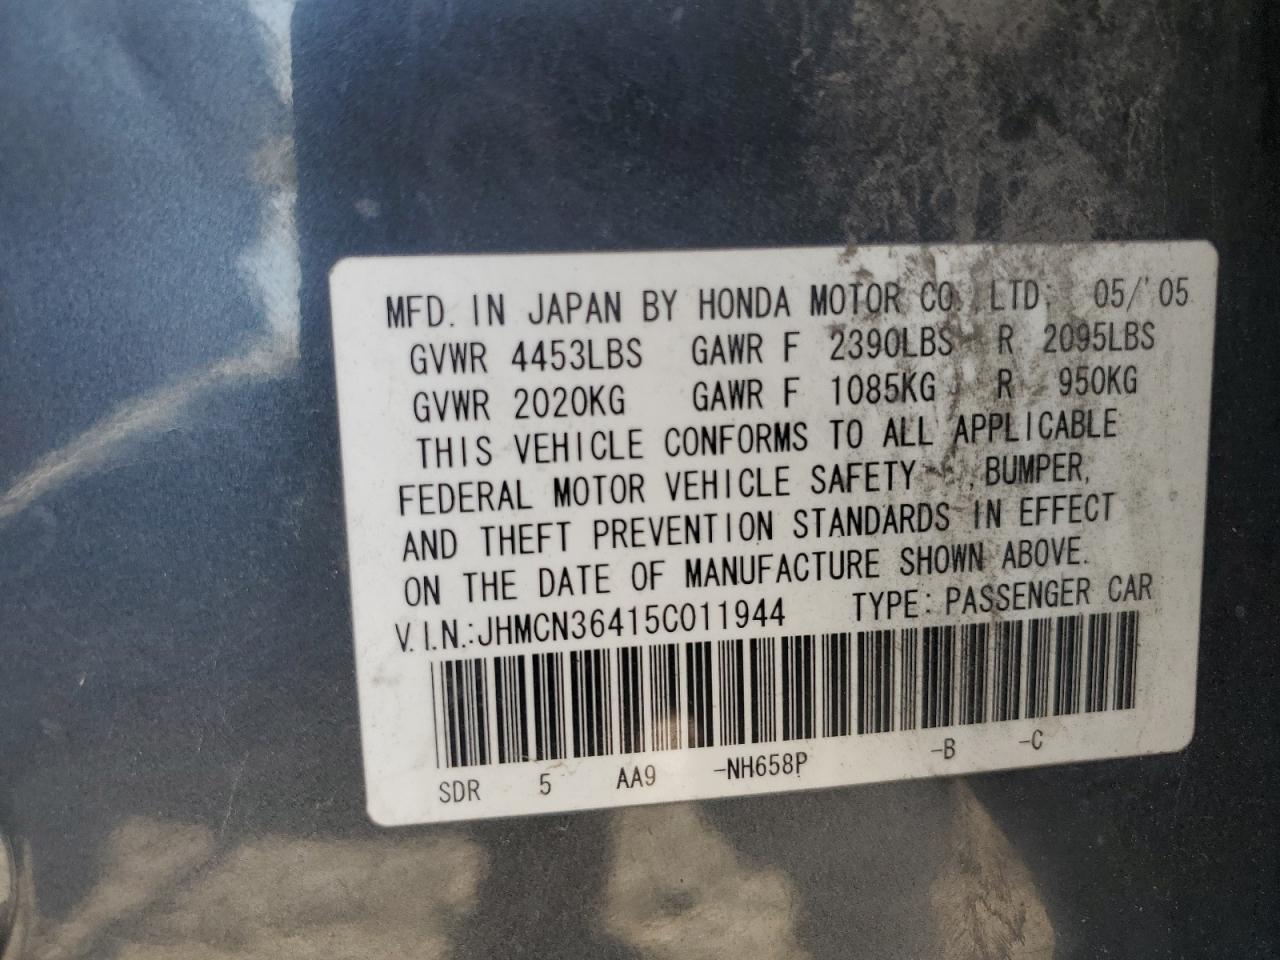 MFD. IN JAPAN BY HONDA MOTOR CO. LTD. 05/'05
GVWR 4453LBS GAWR F 2390LBS R 2095LBS
GVWR 2020KG GAWR F 1085KG R 950KG
THIS VEHICLE CONFORMS TO ALL APPLICABLE
FEDERAL MOTOR VEHICLE SAFETY , BUMPER,
AND THEFT PREVENTION STANDARDS IN EFFECT
ON THE DATE OF MANUFACTURE SHOWN ABOVE.
V.I.N.:JHMCN36415C011944 TYPE: PASSENGER CAR
SDR 5 AA9 -NH658P -B -C